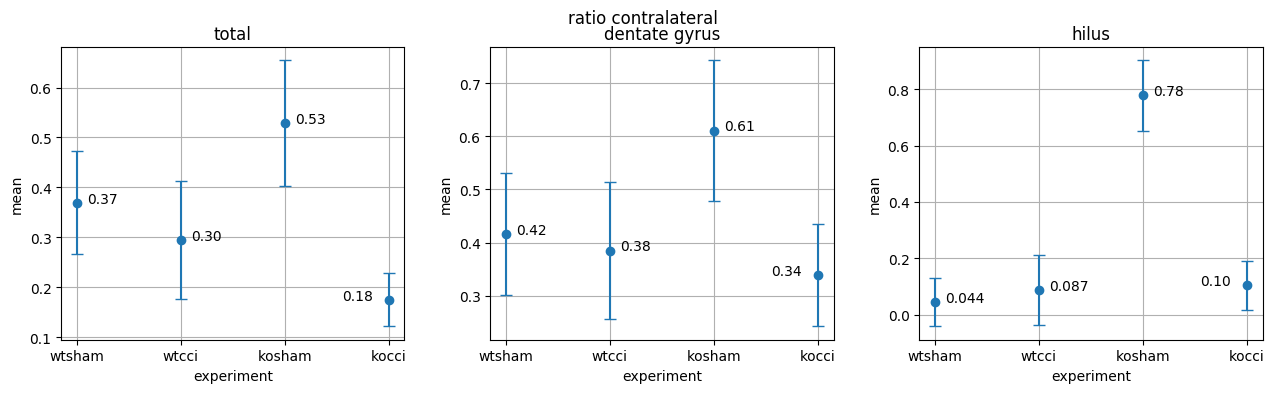 ratio contralateral
total
mean
0.6
0.5
0.4
0.3
0.2
0.1
0.37
0.30
0.53
0.18
wtsham wtcci kosham kocci
experiment
dentate gyrus
mean
0.7
0.6
0.5
0.4
0.3
0.42
0.38
0.61
0.34
wtsham wtcci kosham kocci
experiment
hilus
mean
0.8
0.6
0.4
0.2
0.0
0.044
0.087
0.78
0.10
wtsham wtcci kosham kocci
experiment